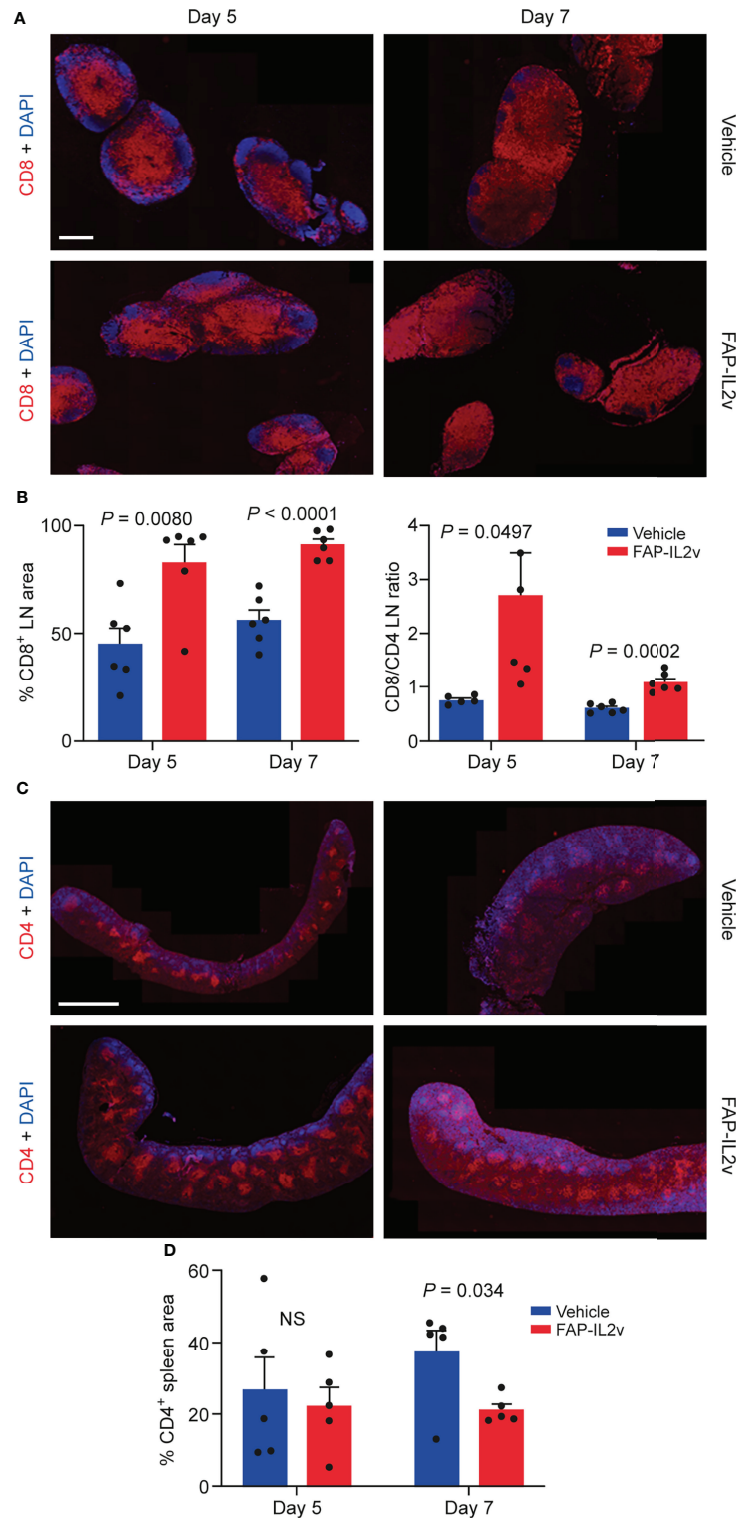 A
Day 5 Day 7
CD8 + DAPI
Vehicle
CD8 + DAPI
FAP-IL2v
B
% CD8⁺ LN area
100
50
0
P = 0.0080 P < 0.0001
Day 5 Day 7
CD8/CD4 LN ratio
4
3
2
1
0
P = 0.0497
P = 0.0002
Vehicle
FAP-IL2v
Day 5 Day 7
C
CD4 + DAPI
Vehicle
CD4 + DAPI
FAP-IL2v
D
% CD4⁺ spleen area
60
40
20
0
NS
P = 0.034
Vehicle
FAP-IL2v
Day 5 Day 7